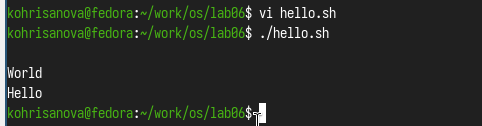 kohrisanova@fedora:~/work/os/lab06$ vi hello.sh
kohrisanova@fedora:~/work/os/lab06$ ./hello.sh
World
Hello
kohrisanova@fedora:~/work/os/lab06$